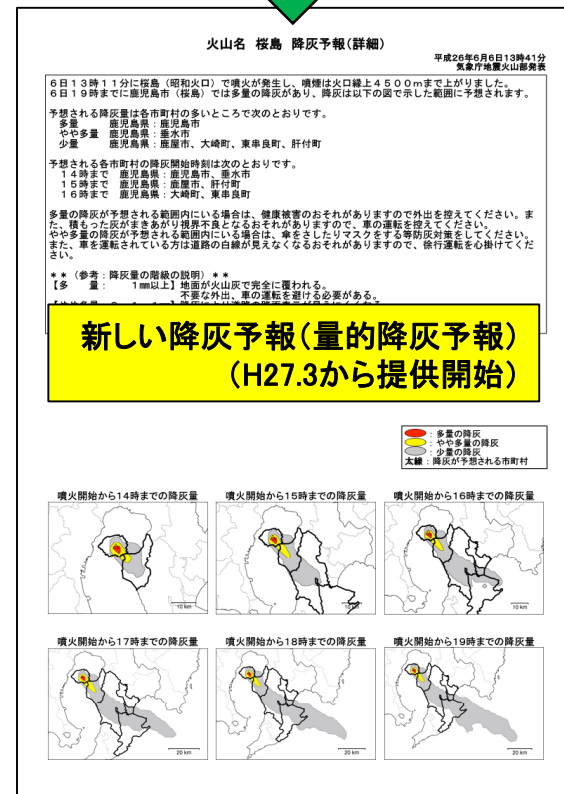 火山名 桜島 降灰予報(詳細)
平成26年6月6日13時41分
気象庁地震火山部発表
6日13時11分に桜島(昭和火口)で噴火が発生し、噴煙は火口縁上4500mまで上がりました。
6日19時までに鹿児島市(桜島)では多量の降灰があり、降灰は以下の図で示した範囲に予想されます。
予想される降灰量は各市町村の多いところで次のとおりです。
多量 鹿児島県:鹿児島市
やや多量 鹿児島県:垂水市
少量 鹿児島県:鹿屋市、大崎町、東串良町、肝付町
予想される各市町村の降灰開始時刻は次のとおりです。
14時まで 鹿児島県:鹿児島市、垂水市
15時まで 鹿児島県:鹿屋市、肝付町
16時まで 鹿児島県:大崎町、東串良町
多量の降灰が予想される範囲内にいる場合は、健康被害のおそれがありますので外出を控えてください。ま
た、積もった灰がまきあがり視界不良となるおそれがありますので、車の運転を控えてください。
やや多量の降灰が予想される範囲内にいる場合は、傘をさしたりマスクをする等防灰対策をしてください。
また、車を運転されている方は道路の白線が見えなくなるおそれがありますので、徐行運転を心掛けてくだ
さい。
**(参考:降灰量の階級の説明)**
【多 量: 1mm以上】地面が火山灰で完全に覆われる。
不要な外出、車の運転を避ける必要がある。
新しい降灰予報(量的降灰予報)
(H27.3から提供開始)
:多量の降灰
:やや多量の降灰
:少量の降灰
太線:降灰が予想される市町村
噴火開始から14時までの降灰量 噴火開始から15時までの降灰量 噴火開始から16時までの降灰量
10 km 10 km 10 km
噴火開始から17時までの降灰量 噴火開始から18時までの降灰量 噴火開始から19時までの降灰量
20 km 20 km 20 km